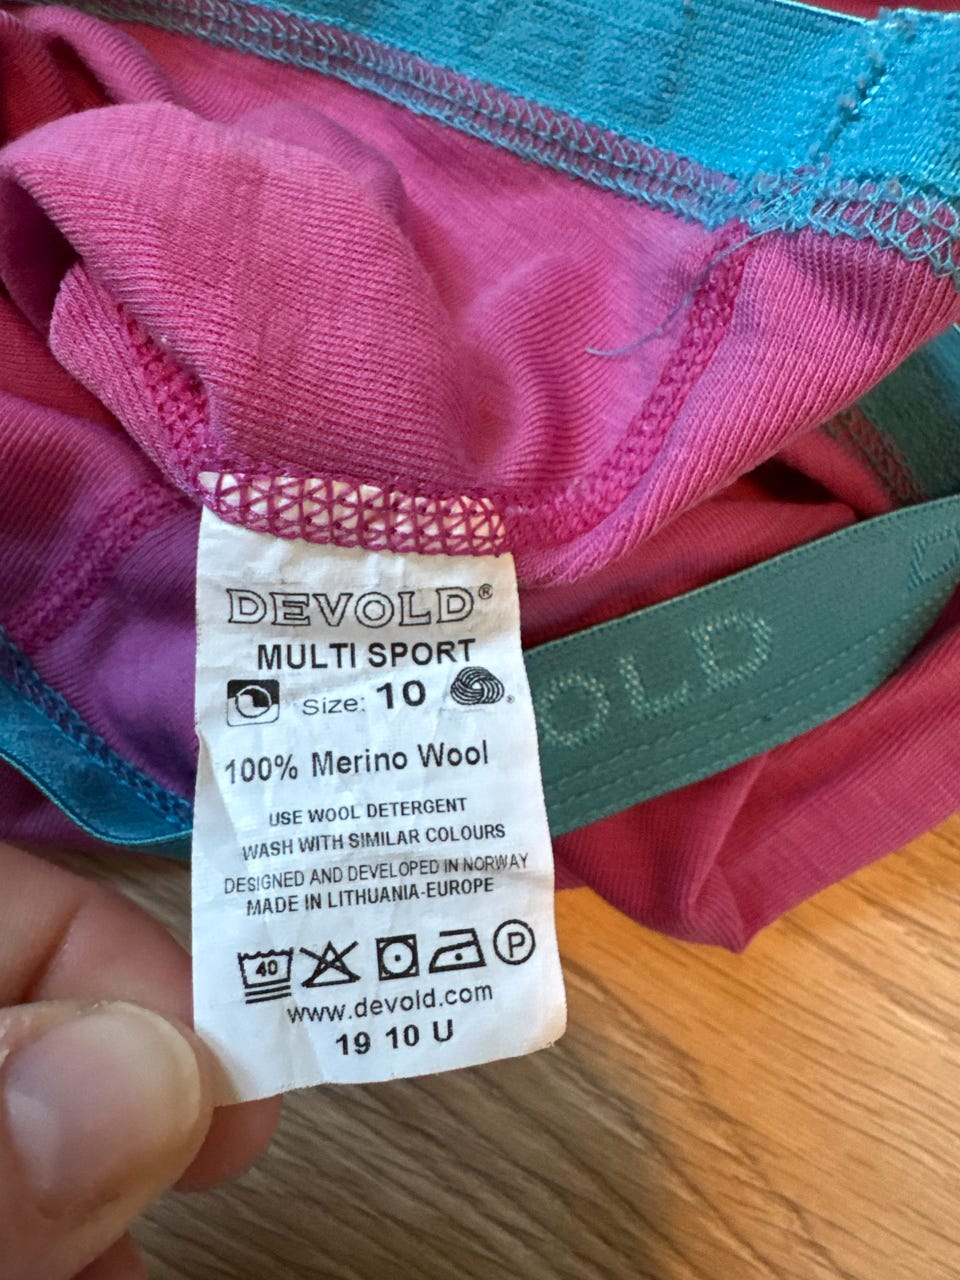 DEVOLD®
MULTI SPORT
Size: 10
100% Merino Wool
USE WOOL DETERGENT
WASH WITH SIMILAR COLOURS
DESIGNED AND DEVELOPED IN NORWAY
MADE IN LITHUANIA-EUROPE
40 P
www.devold.com
19 10 U
OLD D